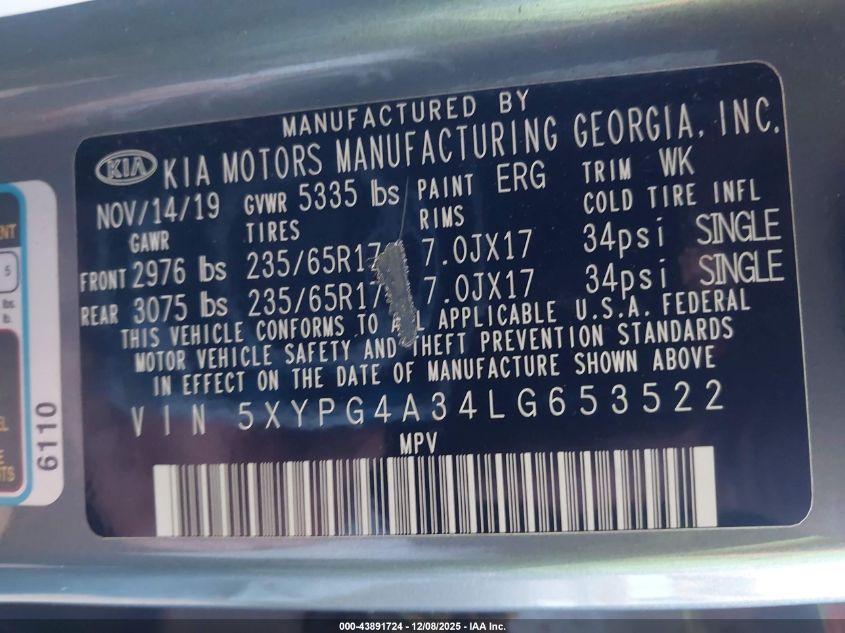 MANUFACTURED BY
KIA KIA MOTORS MANUFACTURING GEORGIA, INC.
NOV/14/19 GVWR 5335 lbs PAINT ERG TRIM WK
GAWR TIRES RIMS COLD TIRE INFL
FRONT 2976 lbs 235/65R17 7.0JX17 34psi SINGLE
REAR 3075 lbs 235/65R17 7.0JX17 34psi SINGLE
THIS VEHICLE CONFORMS TO ALL APPLICABLE U.S.A. FEDERAL
MOTOR VEHICLE SAFETY AND THEFT PREVENTION STANDARDS
IN EFFECT ON THE DATE OF MANUFACTURE SHOWN ABOVE
VIN 5XYPG4A34LG653522
MPV
6110
5
lbs
lb.
000-43891724 | 12/08/2025 - IAA Inc.